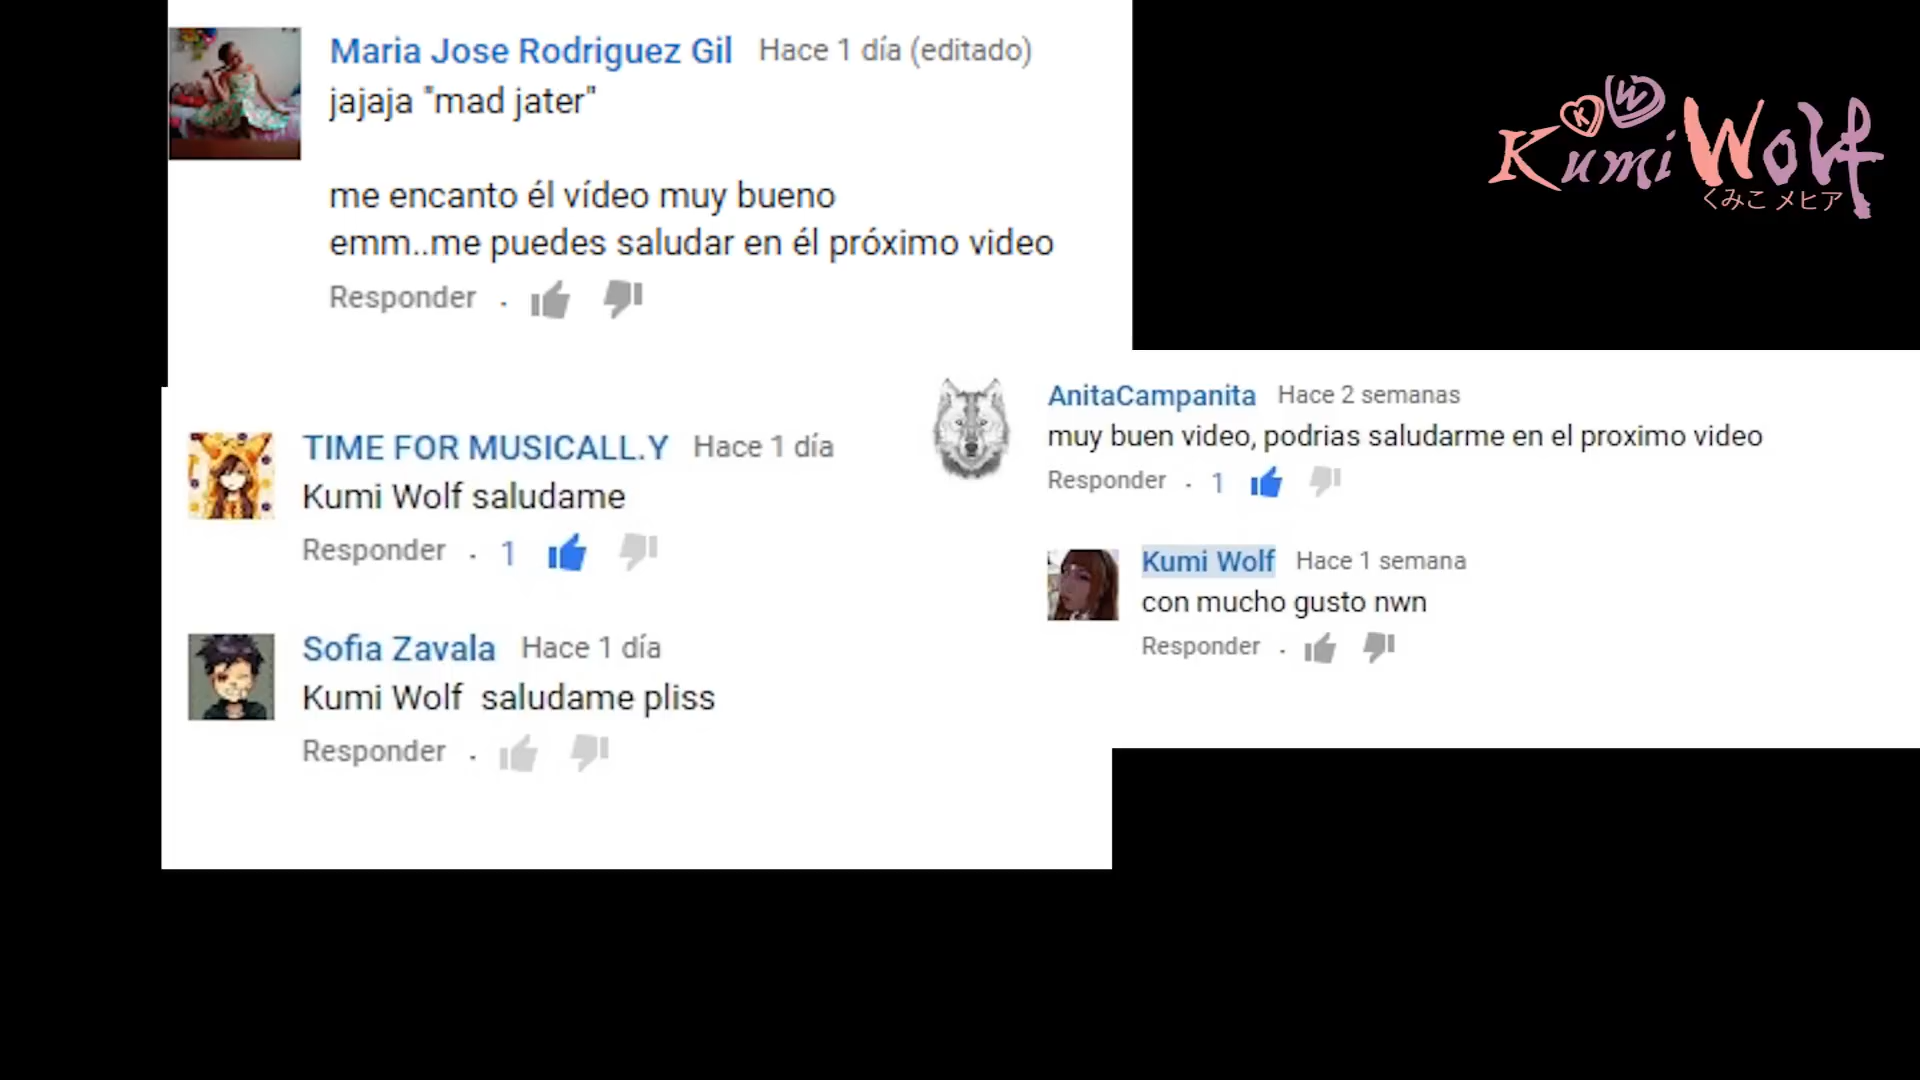 Maria Jose Rodriguez Gil Hace 1 día (editado)
jajaja "mad jater"
me encanto él vídeo muy bueno
emm..me puedes saludar en él próximo video
Responder .
K W
Kumi Wolf
くみこ メヒア
TIME FOR MUSICALL.Y Hace 1 día
Kumi Wolf saludame
Responder . 1
Sofia Zavala Hace 1 día
Kumi Wolf  saludame pliss
Responder .
AnitaCampanita Hace 2 semanas
muy buen video, podrias saludarme en el proximo video
Responder . 1
Kumi Wolf Hace 1 semana
con mucho gusto nwn
Responder .